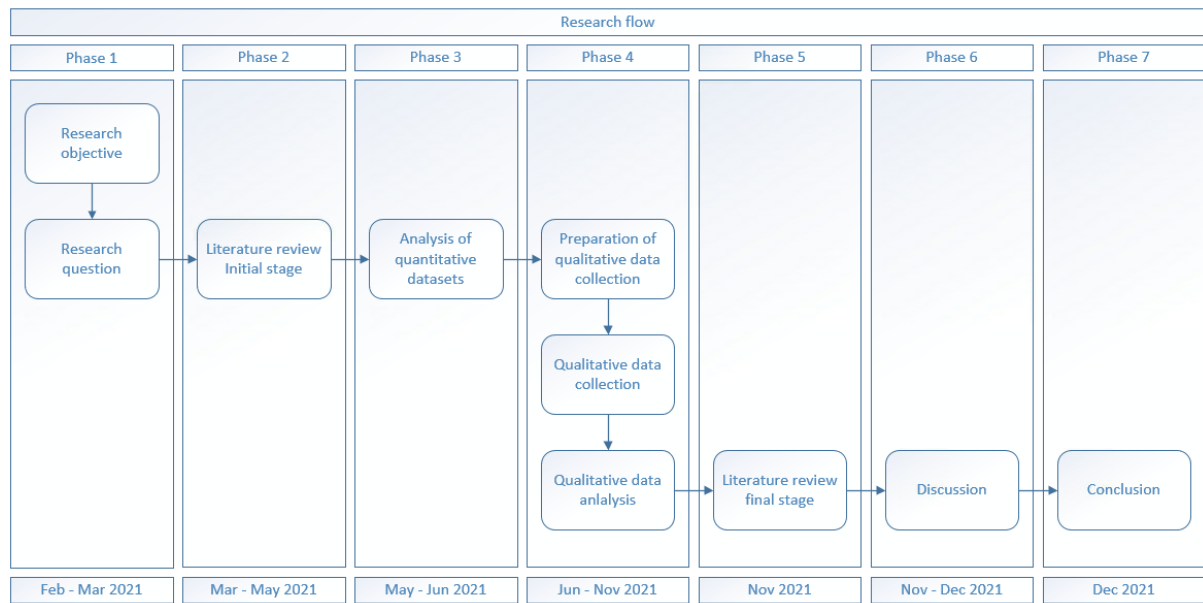 Research flow
Phase 1
Phase 2
Phase 3
Phase 4
Phase 5
Phase 6
Phase 7
Research
objective
Research
question
Literature review
Initial stage
Analysis of
quantitative
datasets
Preparation of
qualitative data
collection
Qualitative data
collection
Qualitative data
anlalysis
Literature review
final stage
Discussion
Conclusion
Feb - Mar 2021
Mar - May 2021
May - Jun 2021
Jun - Nov 2021
Nov 2021
Nov - Dec 2021
Dec 2021